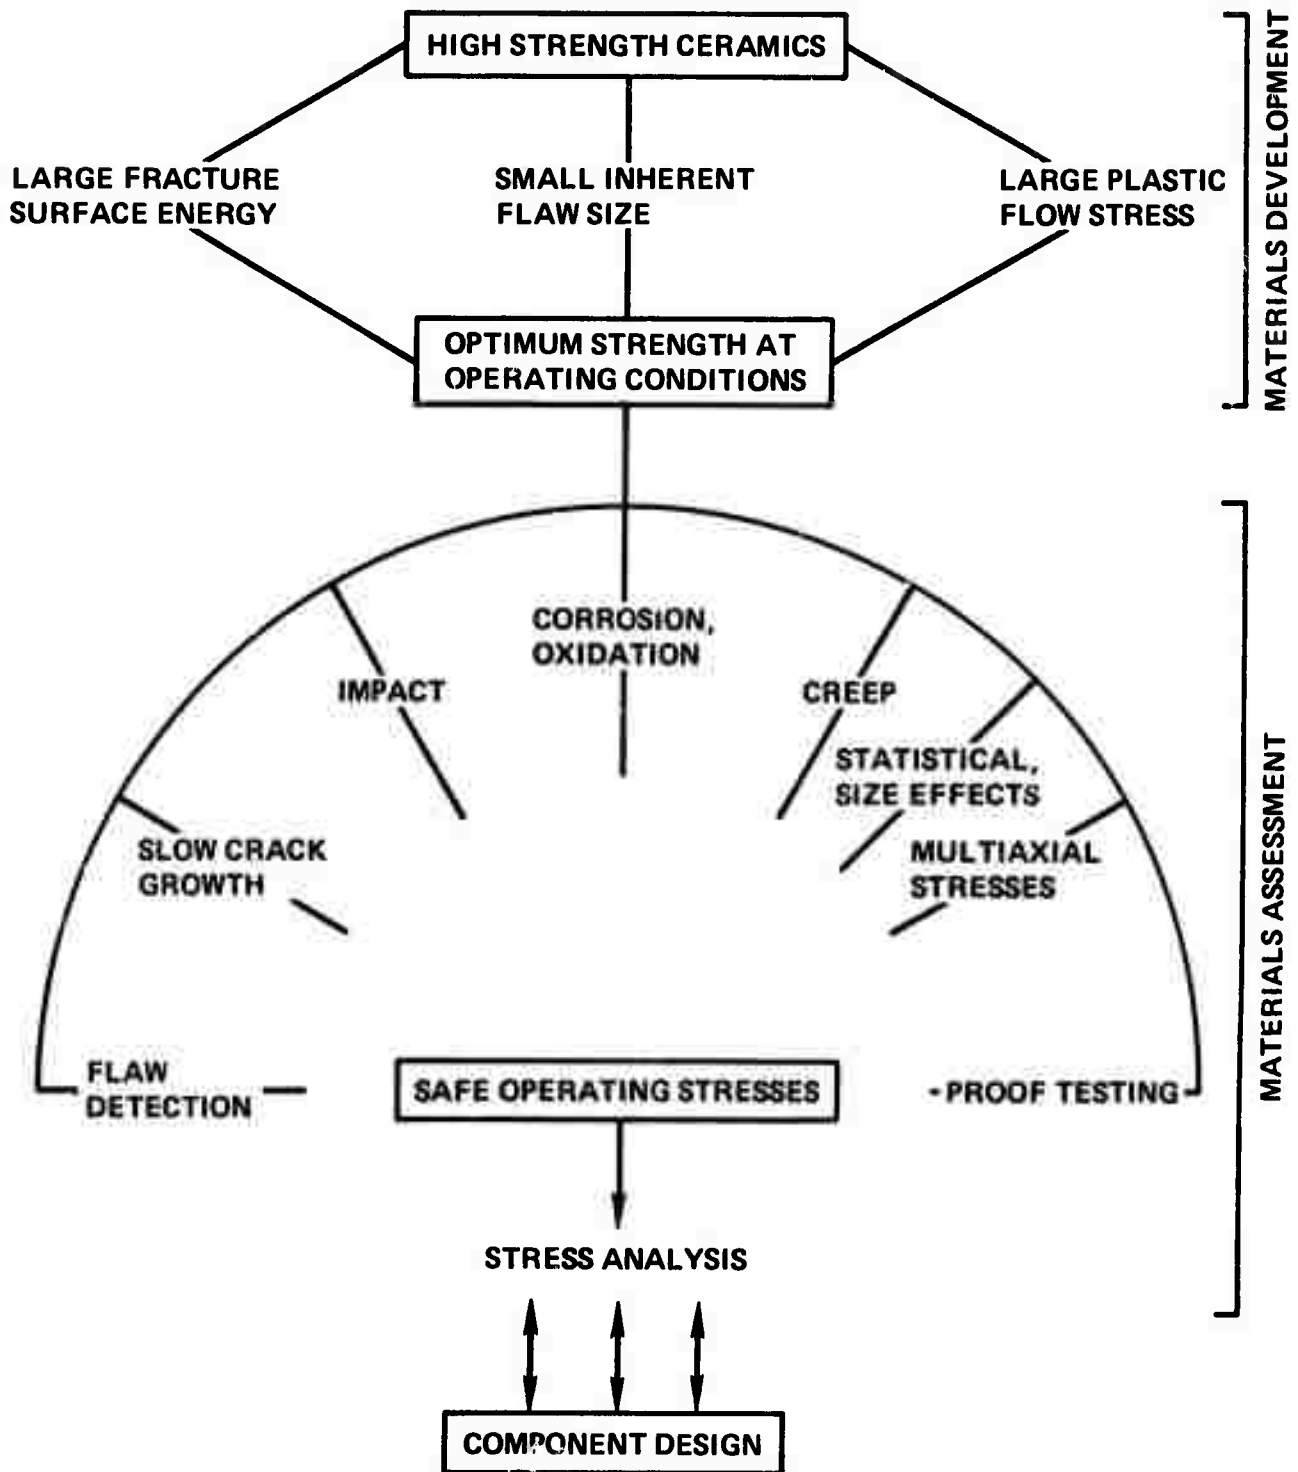 HIGH STRENGTH CERAMICS
LARGE FRACTURE
SURFACE ENERGY
SMALL INHERENT
FLAW SIZE
LARGE PLASTIC
FLOW STRESS
OPTIMUM STRENGTH AT
OPERATING CONDITIONS
MATERIALS DEVELOPMENT
CORROSION,
OXIDATION
IMPACT
CREEP
STATISTICAL,
SIZE EFFECTS
SLOW CRACK
GROWTH
MULTIAXIAL
STRESSES
FLAW
DETECTION
SAFE OPERATING STRESSES
PROOF TESTING
MATERIALS ASSESSMENT
STRESS ANALYSIS
COMPONENT DESIGN